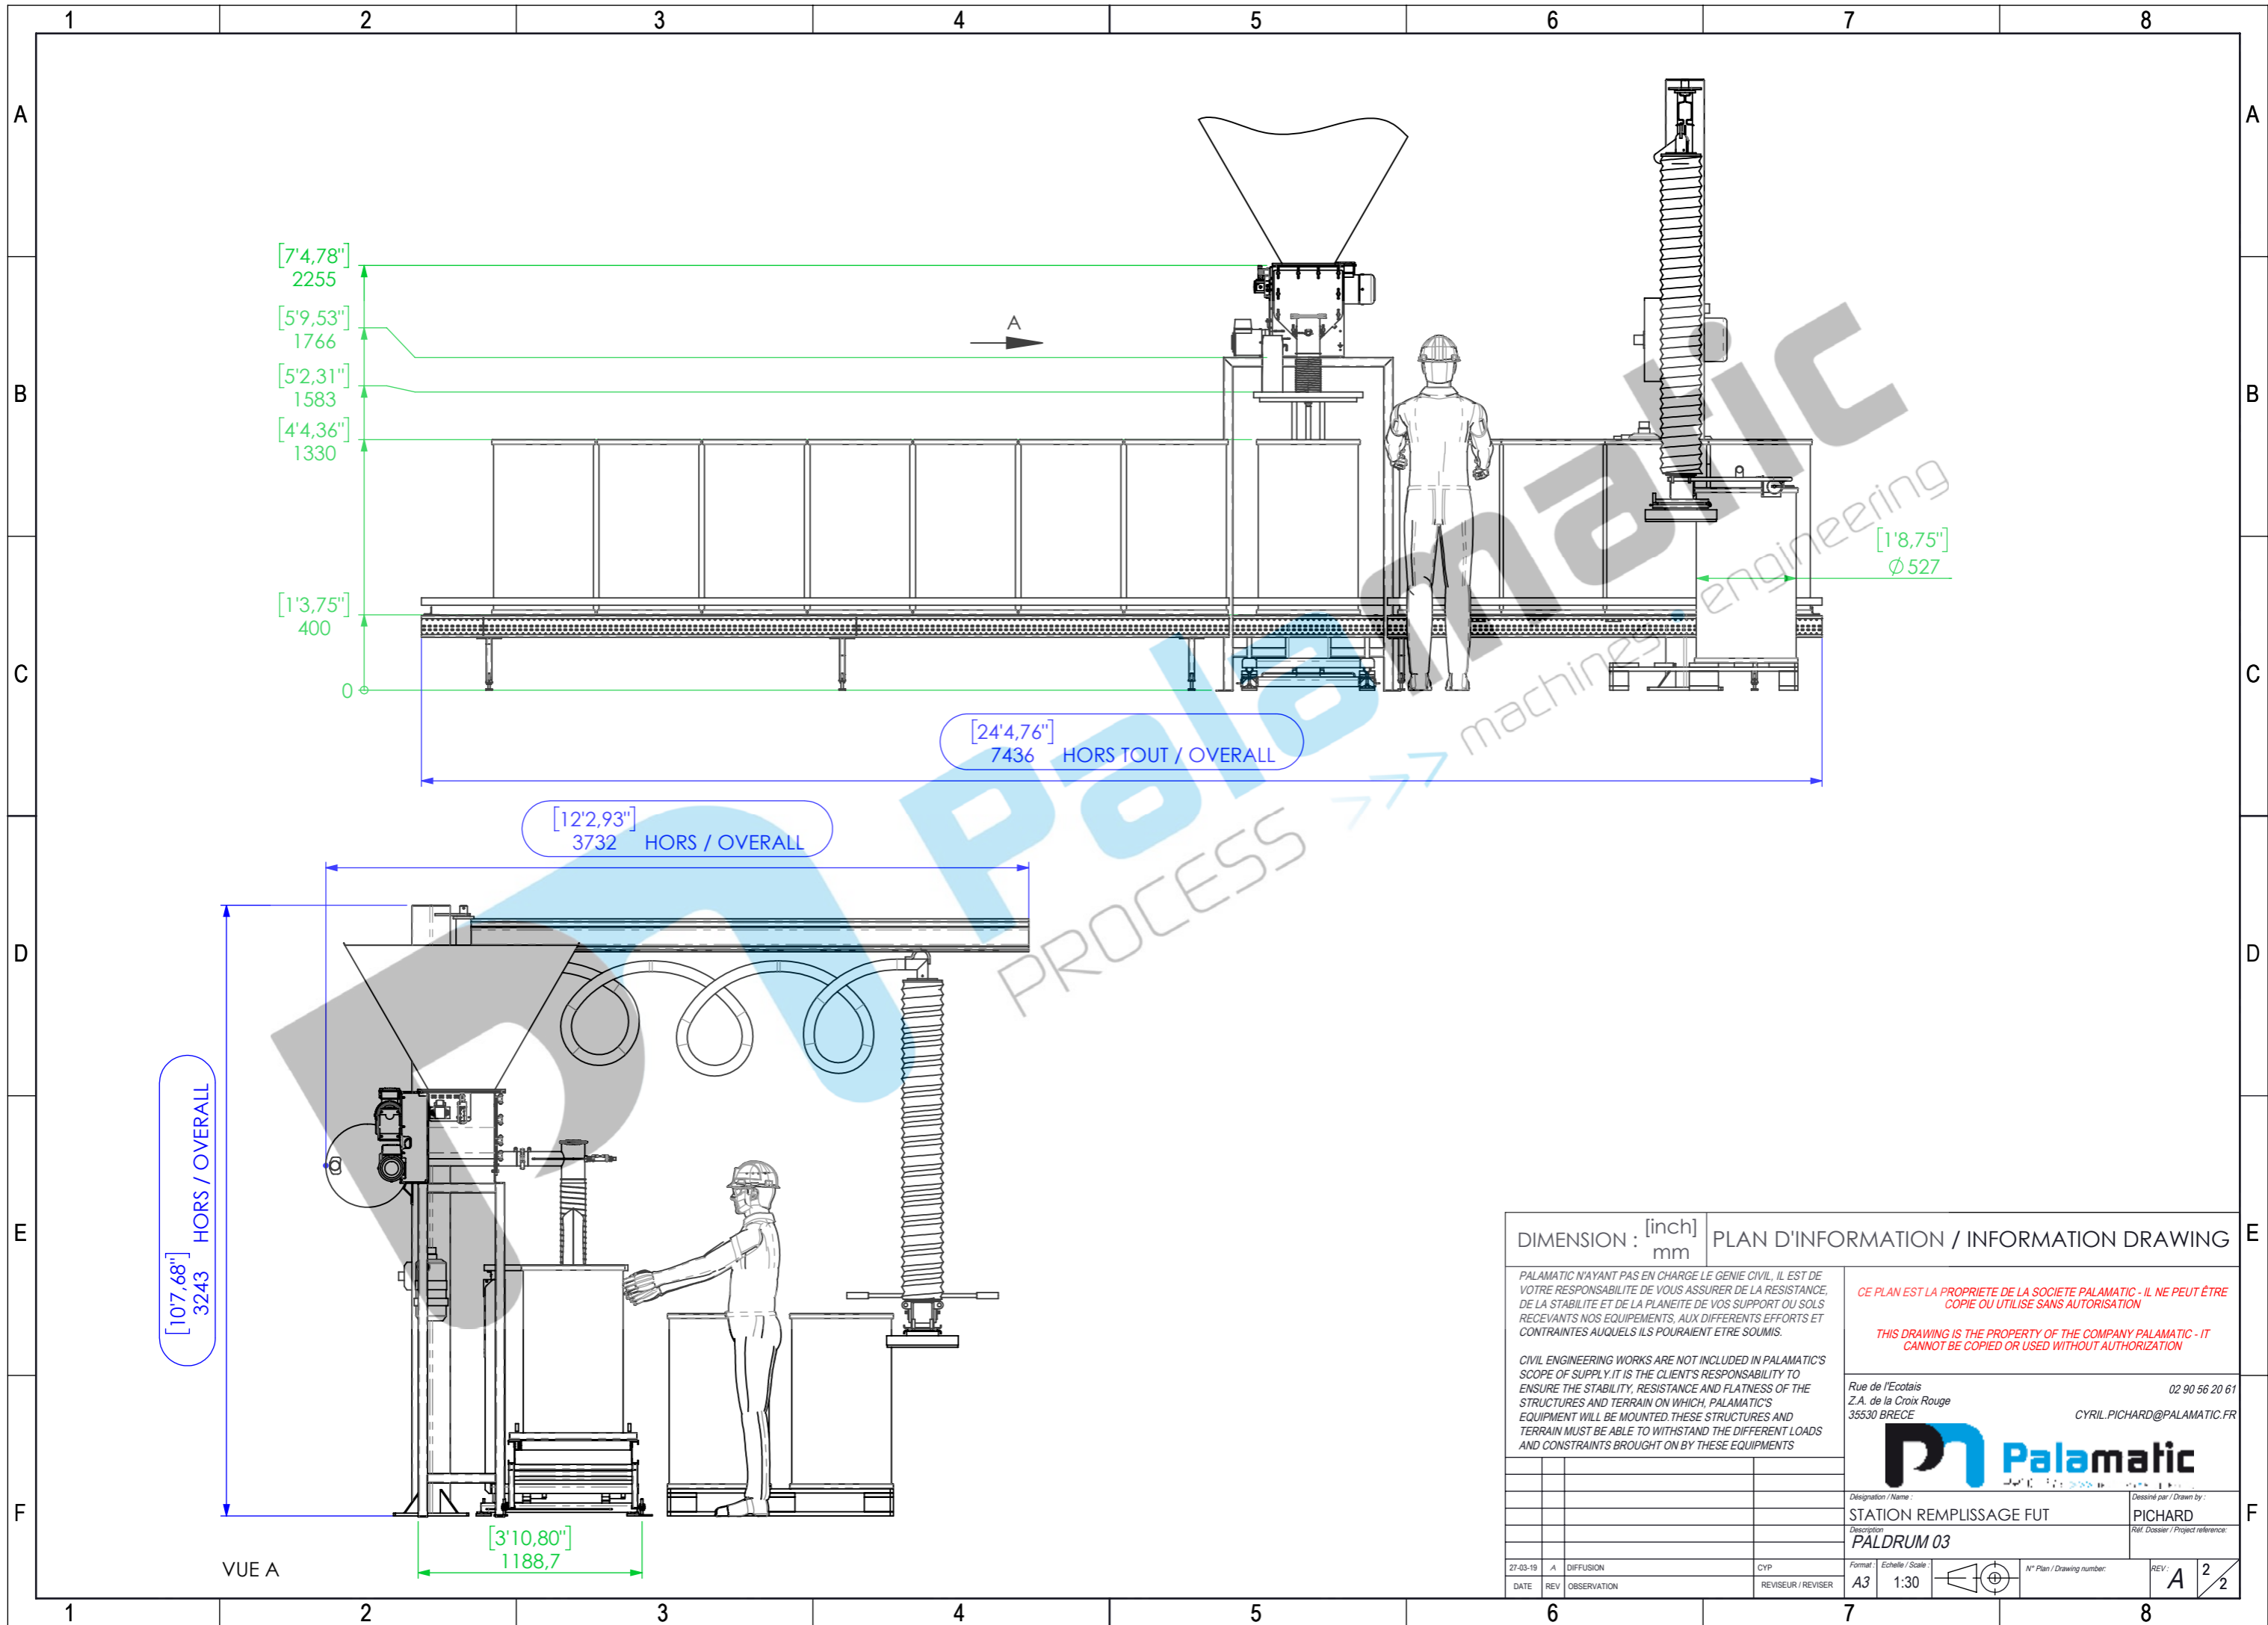 1 2 3 4 5 6 7 8
A A
B B
C C
D D
E E
F F
[7'4,78"]
2255
[5'9,53"]
1766
[5'2,31"]
1583
[4'4,36"]
1330
[1'3,75"]
400
0
A
[1'8,75"]
Ø527
[24'4,76"]
7436 HORS TOUT / OVERALL
[12'2,93"]
3732 HORS / OVERALL
[10'7,68"]
3243 HORS / OVERALL
[3'10,80"]
1188,7
VUE A
Palamatic
PROCESS >>> machines engineering
DIMENSION : [inch]
mm
PLAN D'INFORMATION / INFORMATION DRAWING
PALAMATIC N'AYANT PAS EN CHARGE LE GENIE CIVIL, IL EST DE
VOTRE RESPONSABILITE DE VOUS ASSURER DE LA RESISTANCE,
DE LA STABILITE ET DE LA PLANEITE DE VOS SUPPORT OU SOLS
RECEVANTS NOS EQUIPEMENTS, AUX DIFFERENTS EFFORTS ET
CONTRAINTES AUQUELS ILS POURAIENT ETRE SOUMIS.
CIVIL ENGINEERING WORKS ARE NOT INCLUDED IN PALAMATIC'S
SCOPE OF SUPPLY.IT IS THE CLIENT'S RESPONSABILITY TO
ENSURE THE STABILITY, RESISTANCE AND FLATNESS OF THE
STRUCTURES AND TERRAIN ON WHICH, PALAMATIC'S
EQUIPMENT WILL BE MOUNTED.THESE STRUCTURES AND
TERRAIN MUST BE ABLE TO WITHSTAND THE DIFFERENT LOADS
AND CONSTRAINTS BROUGHT ON BY THESE EQUIPMENTS
CE PLAN EST LA PROPRIETE DE LA SOCIETE PALAMATIC - IL NE PEUT ÊTRE
COPIE OU UTILISE SANS AUTORISATION
THIS DRAWING IS THE PROPERTY OF THE COMPANY PALAMATIC - IT
CANNOT BE COPIED OR USED WITHOUT AUTHORIZATION
Rue de l'Ecotais 02 90 56 20 61
Z.A. de la Croix Rouge
35530 BRECE CYRIL.PICHARD@PALAMATIC.FR
Palamatic
Désignation / Name :
STATION REMPLISSAGE FUT
Dessiné par / Drawn by :
PICHARD
Description
PALDRUM 03
Réf. Dossier / Project reference:
27-03-19 A DIFFUSION CYP
DATE REV OBSERVATION REVISEUR / REVISER
Format :
A3
Echelle / Scale :
1:30
N° Plan / Drawing number:
REV :
A
2/2
1 2 3 4 5 6 7 8